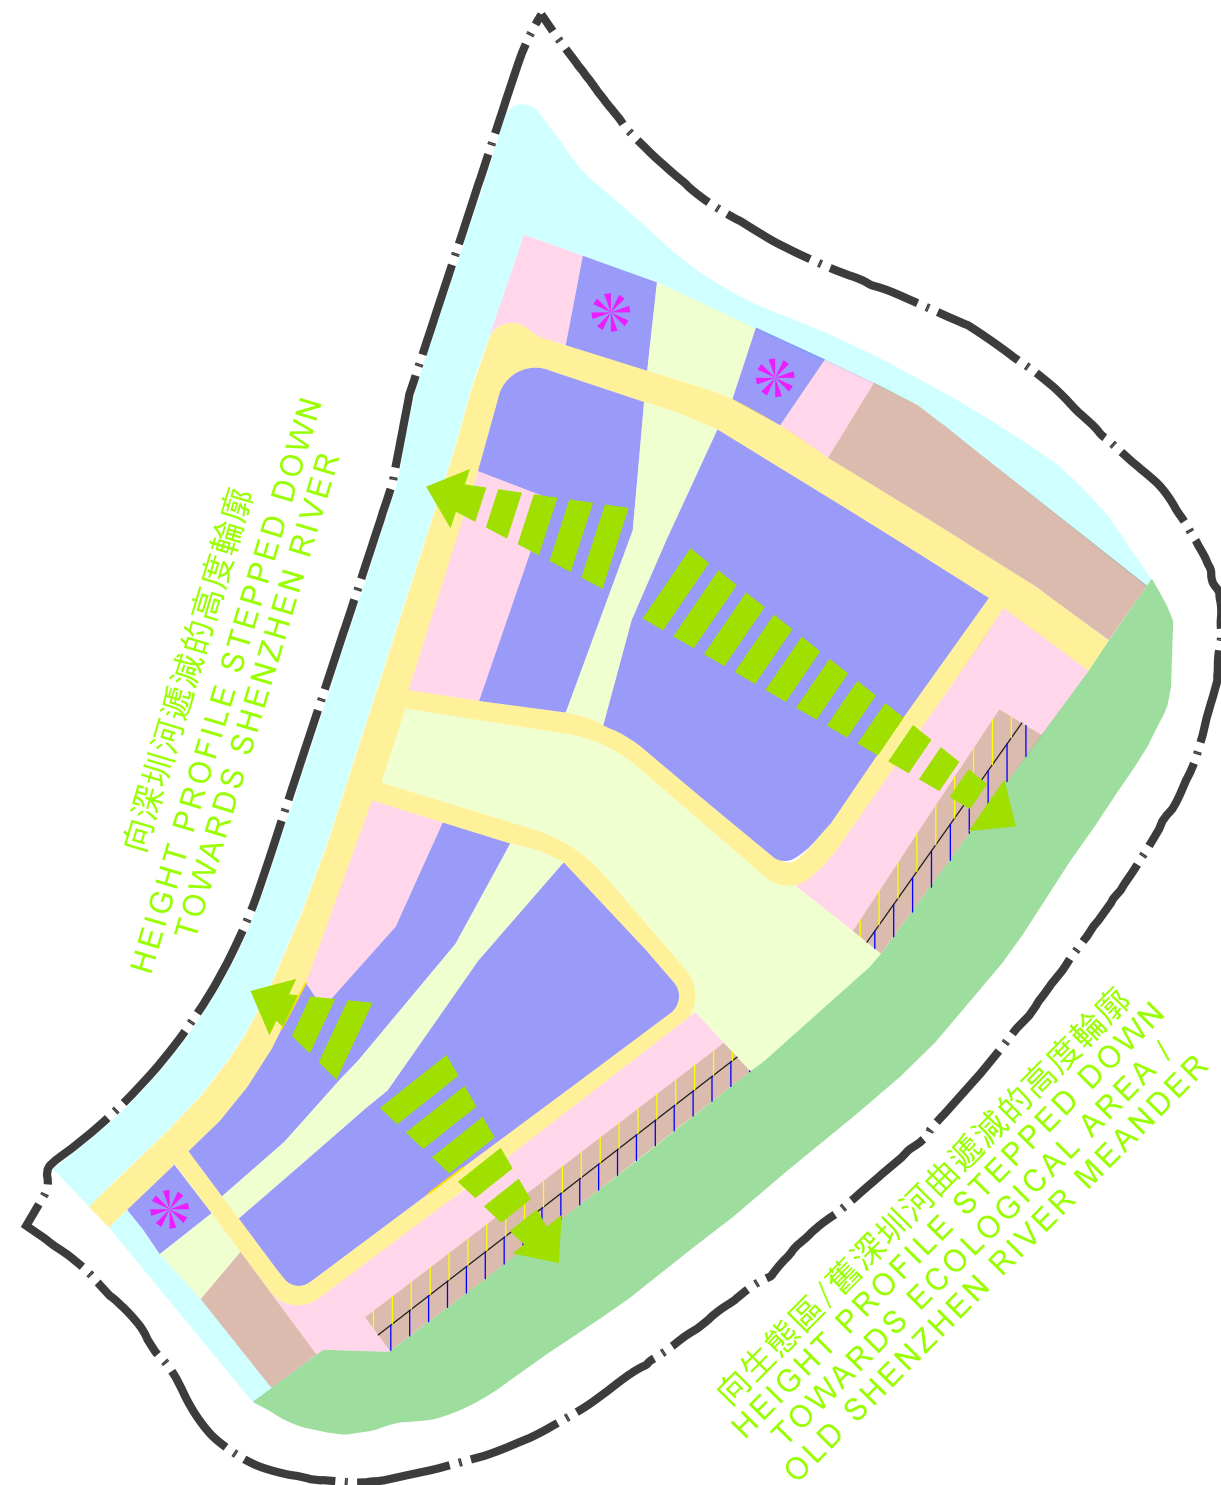 向深圳河遞減的高度輪廓
HEIGHT PROFILE STEPPED DOWN
TOWARDS SHENZHEN RIVER
向生態區/舊深圳河曲遞減的高度輪廓
HEIGHT PROFILE STEPPED DOWN
TOWARDS ECOLOGICAL AREA /
OLD SHENZHEN RIVER MEANDER